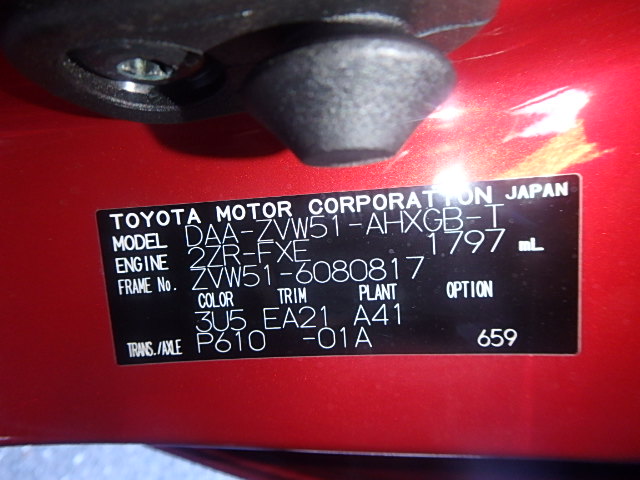 TOYOTA MOTOR CORPORATION JAPAN
MODEL DAA-ZVW51-AHXGB-T
ENGINE 2ZR-FXE 1797 mL
FRAME No. ZVW51-6080817
COLOR TRIM PLANT OPTION
3U5 EA21 A41
TRANS./AXLE P610 -01A 659